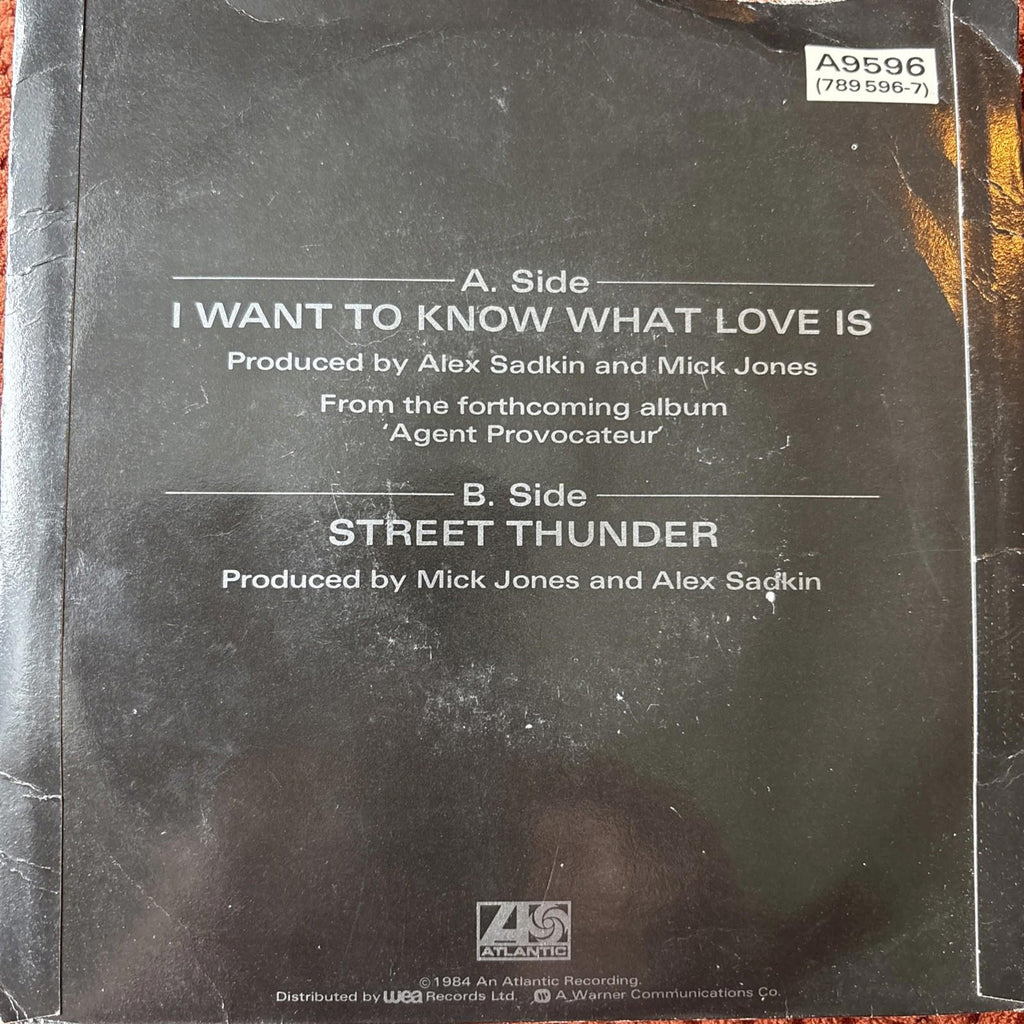 A9596
(789 596-7)
A. Side
I WANT TO KNOW WHAT LOVE IS
Produced by Alex Sadkin and Mick Jones
From the forthcoming album
'Agent Provocateur'
B. Side
STREET THUNDER
Produced by Mick Jones and Alex Sadkin
ATLANTIC
©1984 An Atlantic Recording.
Distributed by wea Records Ltd. A Warner Communications Co.